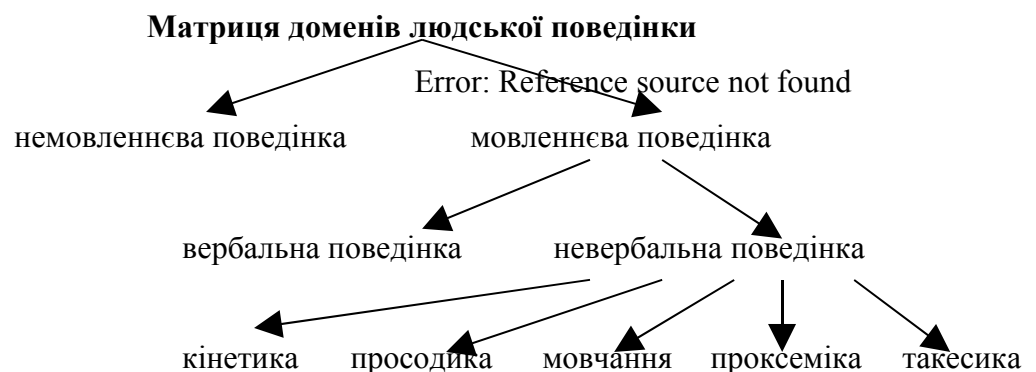 Матриця доменів людської поведінки
Error: Reference source not found
немовленнєва поведінка мовленнєва поведінка
вербальна поведінка невербальна поведінка
кінетика просодика мовчання проксеміка такесика